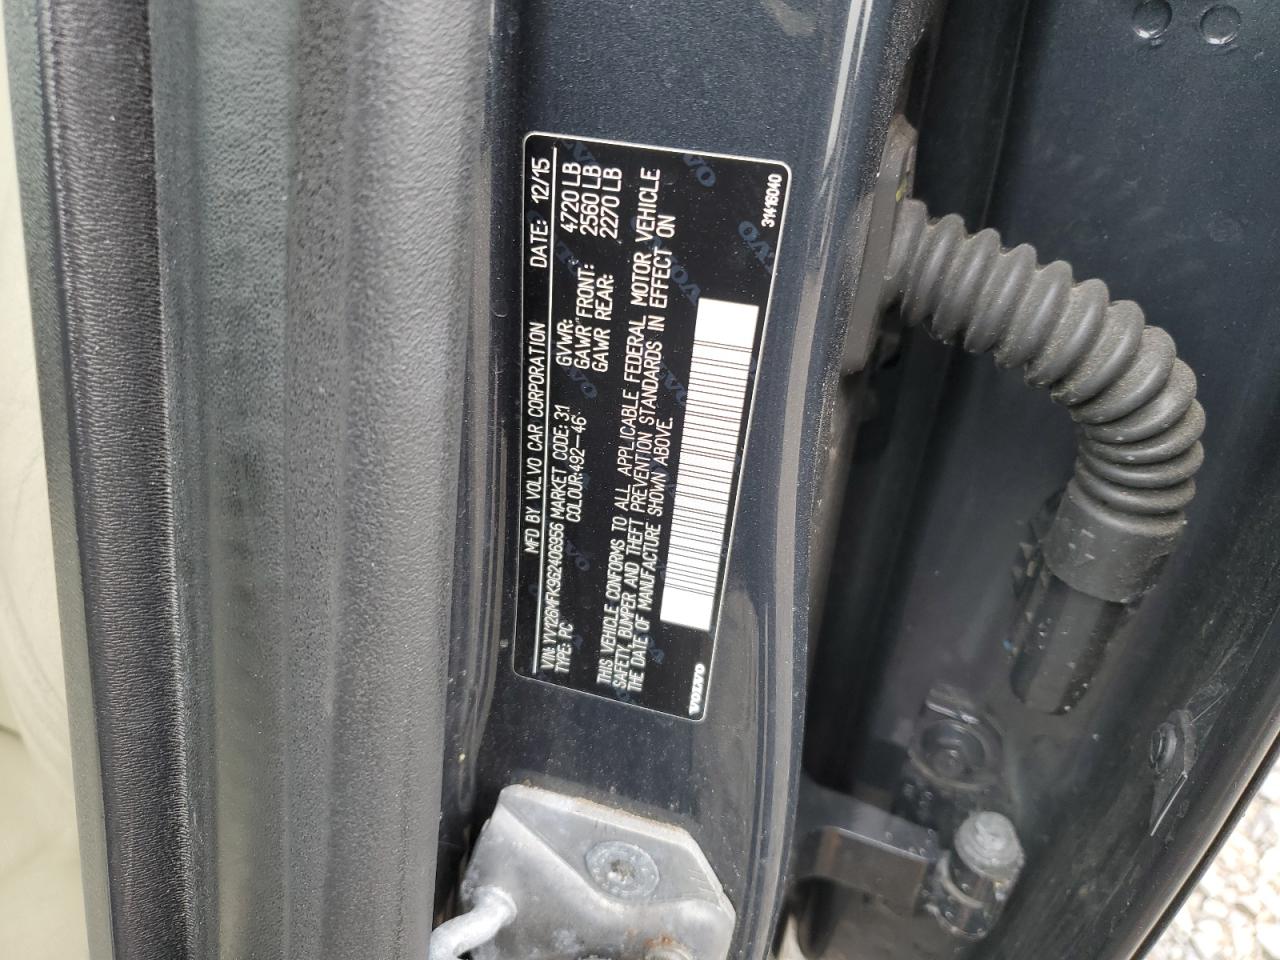 MFD BY VOLVO CAR CORPORATION DATE: 12/15
VIN: YV126MFK9G2406956 MARKET CODE: 31 GVWR: 4720 LB
TYPE: PC COLOUR:492-46 GAWR FRONT: 2560 LB
GAWR REAR: 2270 LB
THIS VEHICLE CONFORMS TO ALL APPLICABLE FEDERAL MOTOR VEHICLE
SAFETY, BUMPER AND THEFT PREVENTION STANDARDS IN EFFECT ON
THE DATE OF MANUFACTURE SHOWN ABOVE.
VOLVO
31416040